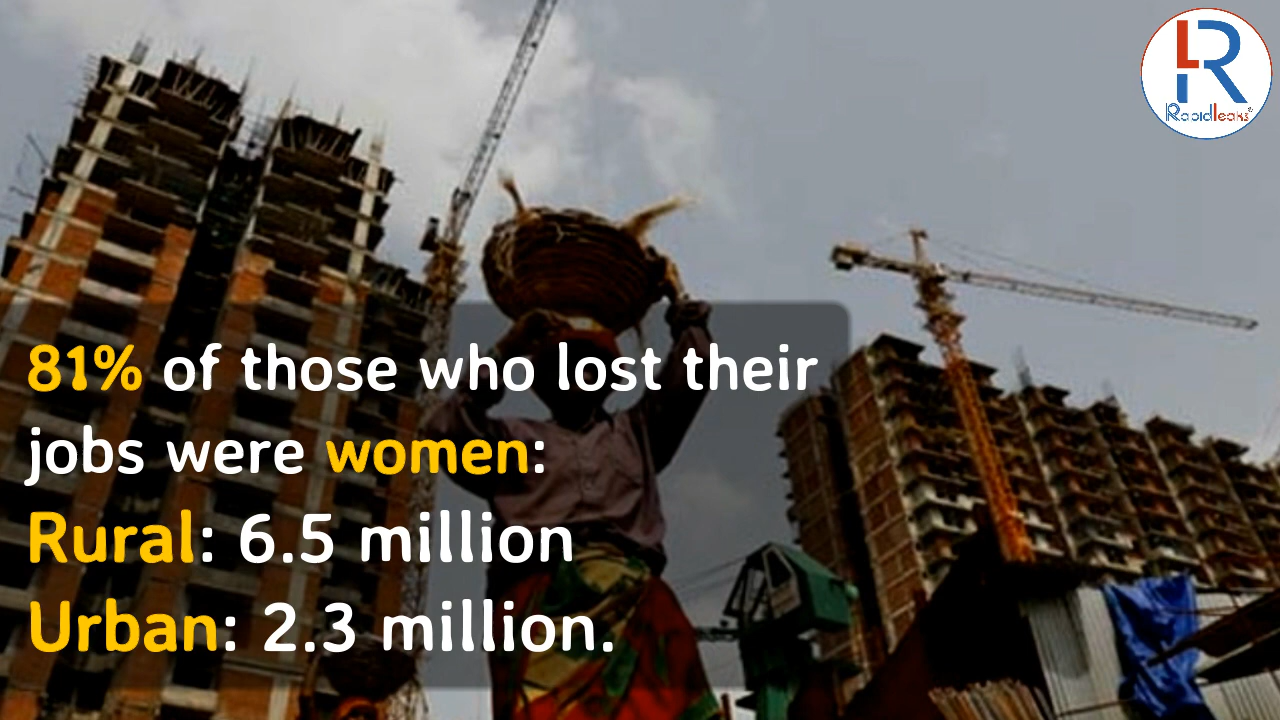 LR
Rapidleaks
81% of those who lost their
jobs were women:
Rural: 6.5 million
Urban: 2.3 million.